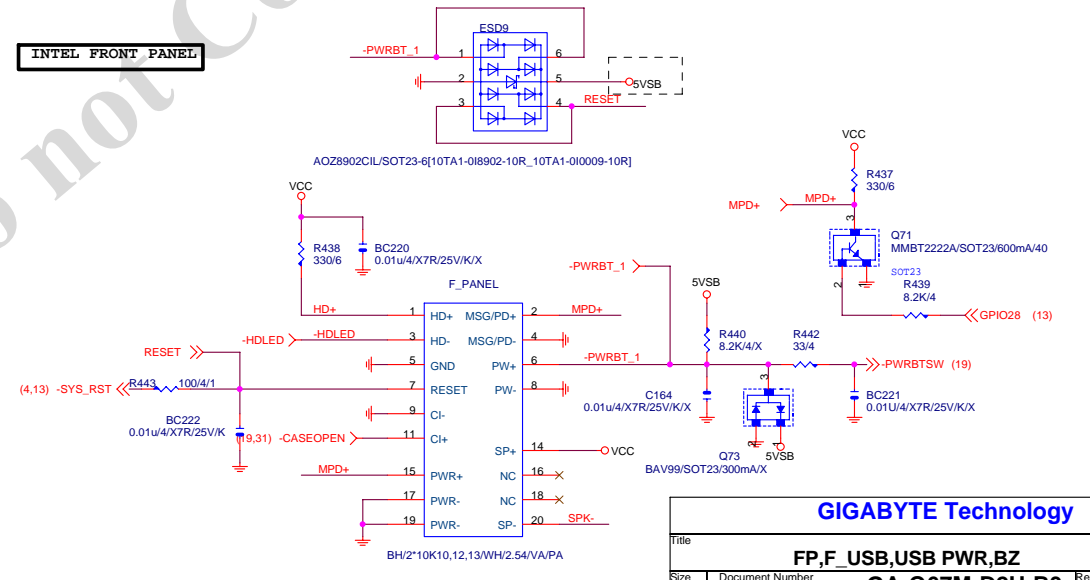 INTEL FRONT PANEL
ESD9
-PWRBT_1
1
6
2
5
5VSB
3
4
RESET
AOZ8902CIL/SOT23-6[10TA1-0I8902-10R_10TA1-0I0009-10R]
VCC
R437
330/6
MPD+
MPD+
3
Q71
MMBT2222A/SOT23/600mA/40
SOT23
2
1
R439
8.2K/4
GPIO28 (13)
VCC
R438
330/6
BC220
0.01u/4/X7R/25V/K/X
F_PANEL
-PWRBT_1
HD+
1
HD+
MSG/PD+
2
MPD+
-HDLED
-HDLED
3
HD-
MSG/PD-
4
5
GND
PW+
6
-PWRBT_1
RESET
7
RESET
PW-
8
(4,13) -SYS_RST
R443
100/4/1
9
CI-
BC222
0.01u/4/X7R/25V/K
-CASEOPEN
11
CI+
SP+
14
VCC
MPD+
15
PWR+
NC
16
17
PWR-
NC
18
19
PWR-
SP-
20
SPK-
BH/2*10K10,12,13/WH/2.54/VA/PA
5VSB
R440
8.2K/4/X
R442
33/4
-PWRBTSW (19)
C164
0.01u/4/X7R/25V/K/X
3
BC221
0.01U/4/X7R/25V/K/X
2
1
Q73
5VSB
BAV99/SOT23/300mA/X
GIGABYTE Technology
Title
FP,F_USB,USB PWR,BZ
Size
Document Number